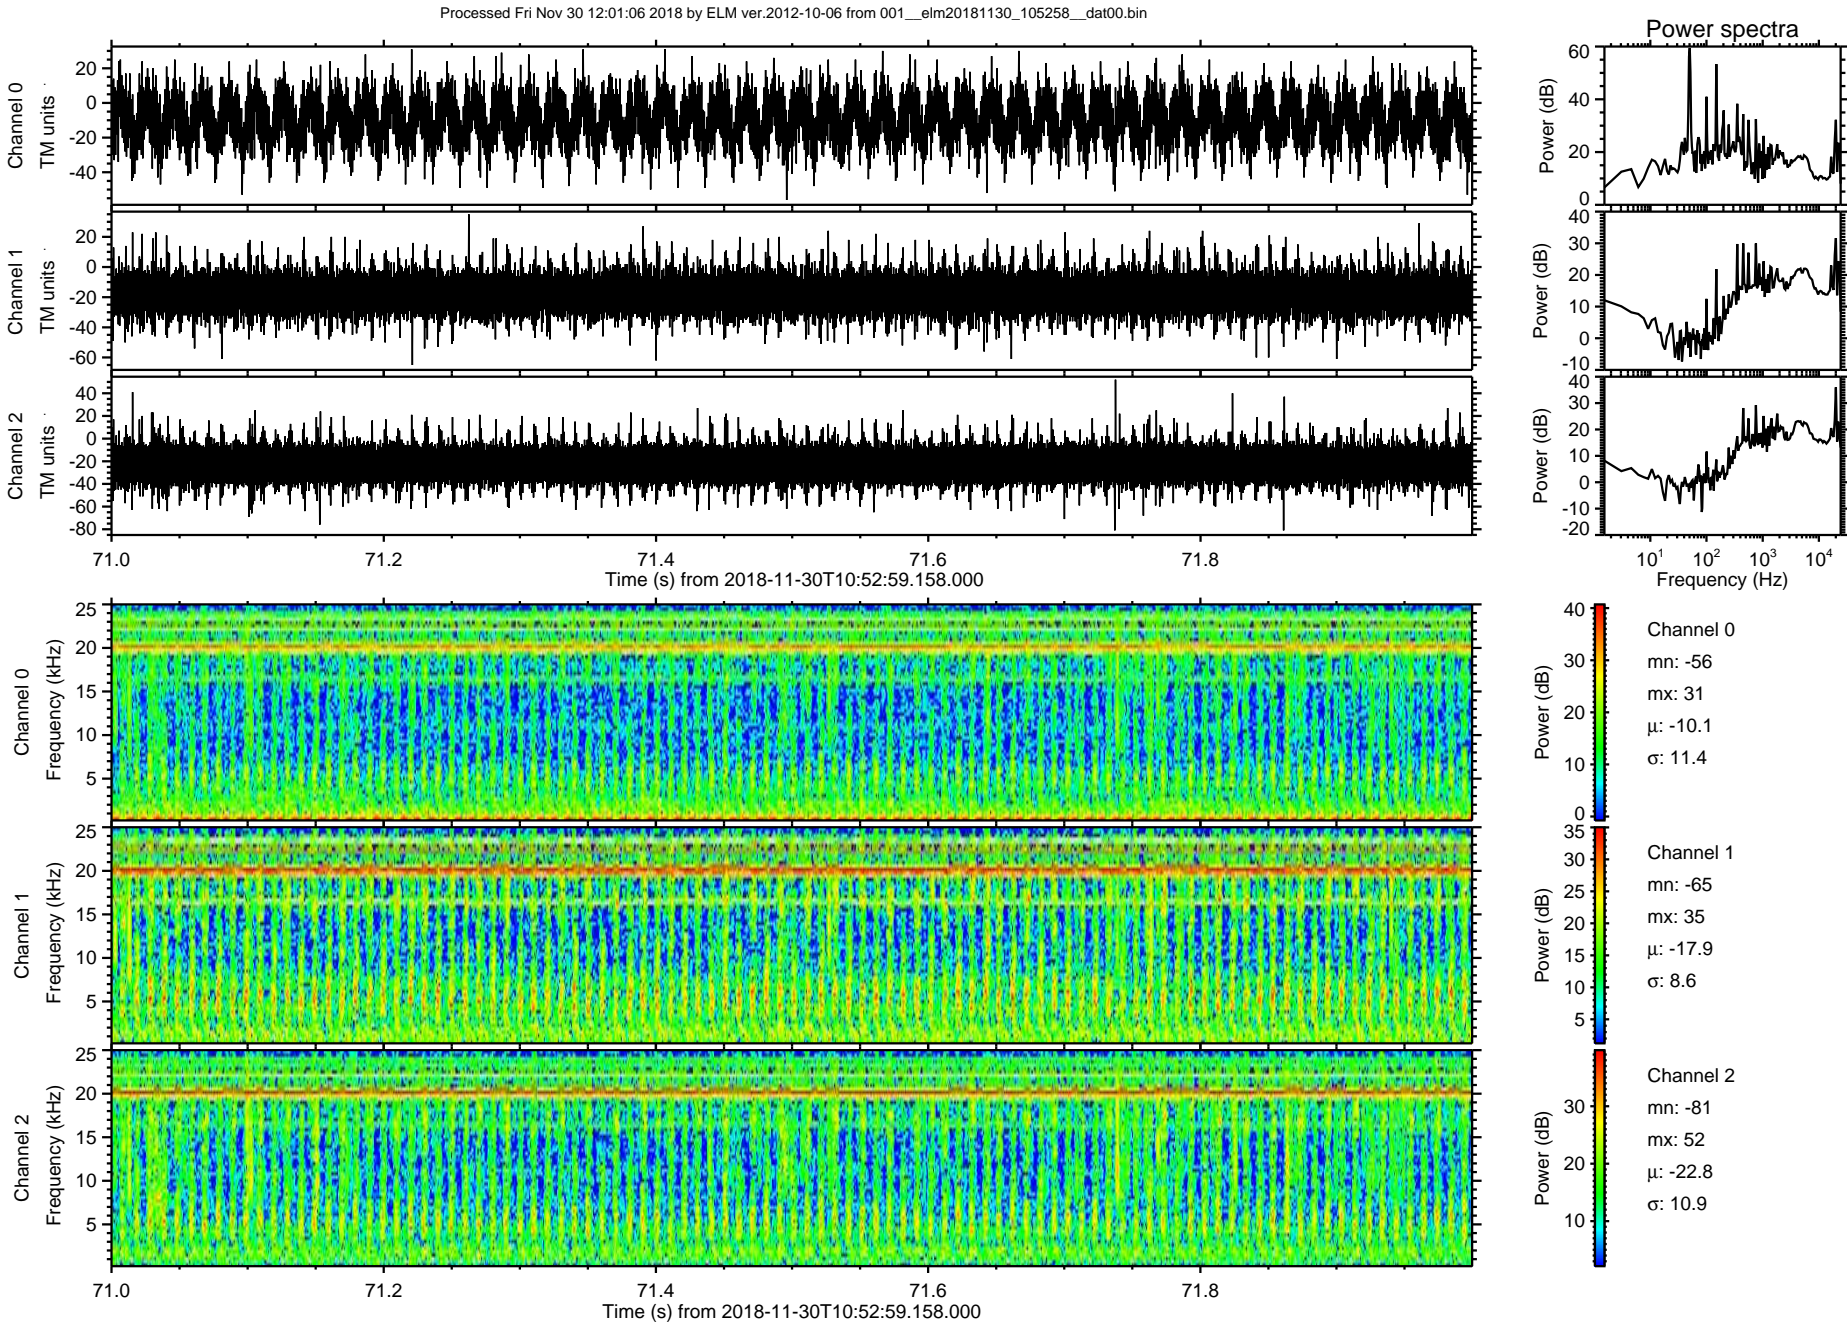 Processed Fri Nov 30 12:01:06 2018 by ELM ver.2012-10-06 from 001__elm20181130_105258__dat00.bin
Power spectra
Channel 0
TM units
20
0
-20
-40
Power (dB)
60
40
20
0
Channel 1
TM units
20
0
-20
-40
-60
Power (dB)
40
30
20
10
0
-10
Channel 2
TM units
40
20
0
-20
-40
-60
-80
Power (dB)
40
30
20
10
0
-10
-20
71.0 71.2 71.4 71.6 71.8
Time (s) from 2018-11-30T10:52:59.158.000
10^1 10^2 10^3 10^4
Frequency (Hz)
Channel 0
Frequency (kHz)
25
20
15
10
5
Power (dB)
40
30
20
10
0
Channel 0
mn: -56
mx: 31
μ: -10.1
σ: 11.4
Channel 1
Frequency (kHz)
25
20
15
10
5
Power (dB)
35
30
25
20
15
10
5
Channel 1
mn: -65
mx: 35
μ: -17.9
σ: 8.6
Channel 2
Frequency (kHz)
25
20
15
10
5
Power (dB)
30
20
10
Channel 2
mn: -81
mx: 52
μ: -22.8
σ: 10.9
71.0 71.2 71.4 71.6 71.8
Time (s) from 2018-11-30T10:52:59.158.000